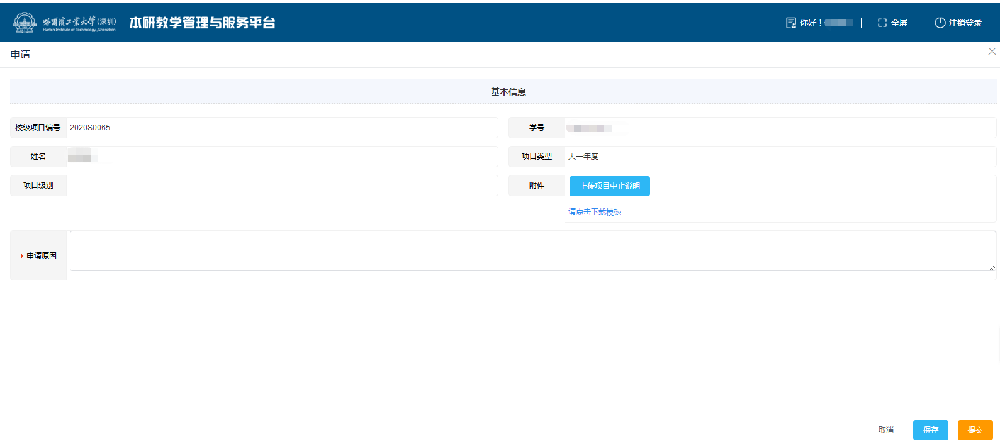 哈爾濱工業大學(深圳)
Harbin Institute of Technology, Shenzhen
本研教学管理与服务平台
你好！
全屏
注销登录
申请
基本信息
校级项目编号: 2020S0065
学号
姓名
项目类型 大一年度
项目级别
附件 上传项目中止说明
请点击下载模板
* 申请原因
取消
保存
提交